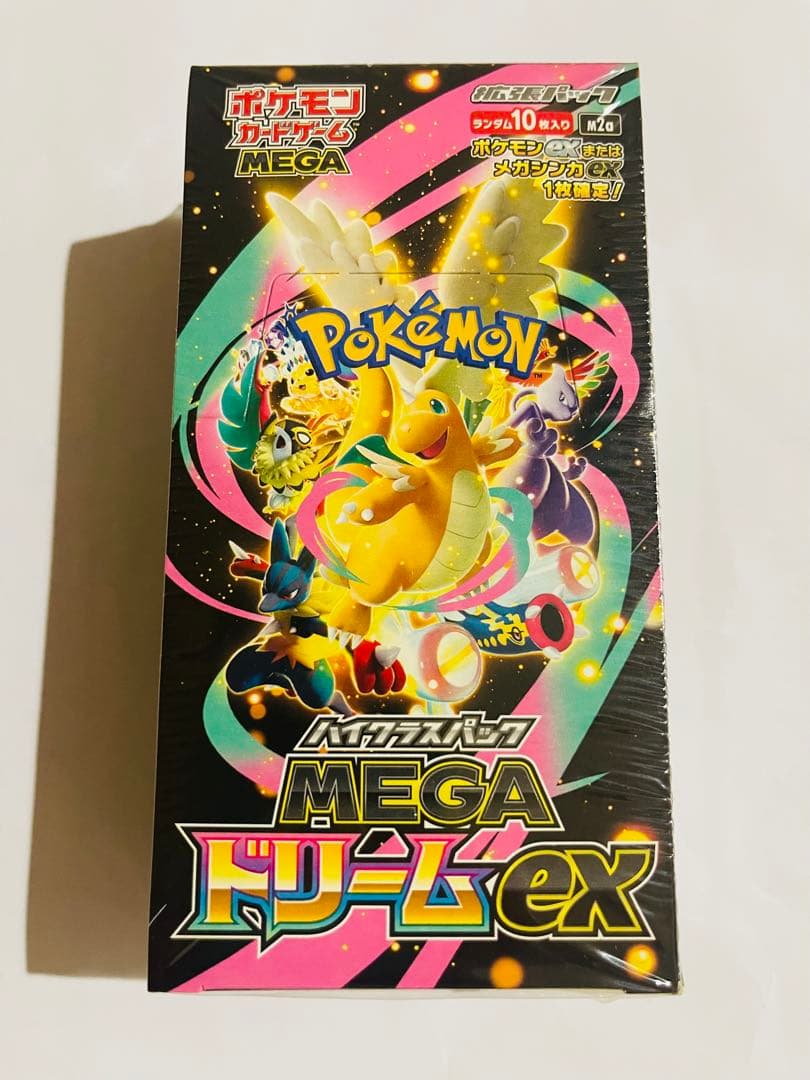 ポケモン
カードゲーム
MEGA
拡張パック
ランダム10枚入り
M2a
ポケモンexまたは
メガシンカex
1枚確定!
POKéMON
TM
ハイクラスパック
MEGA
ドリームex